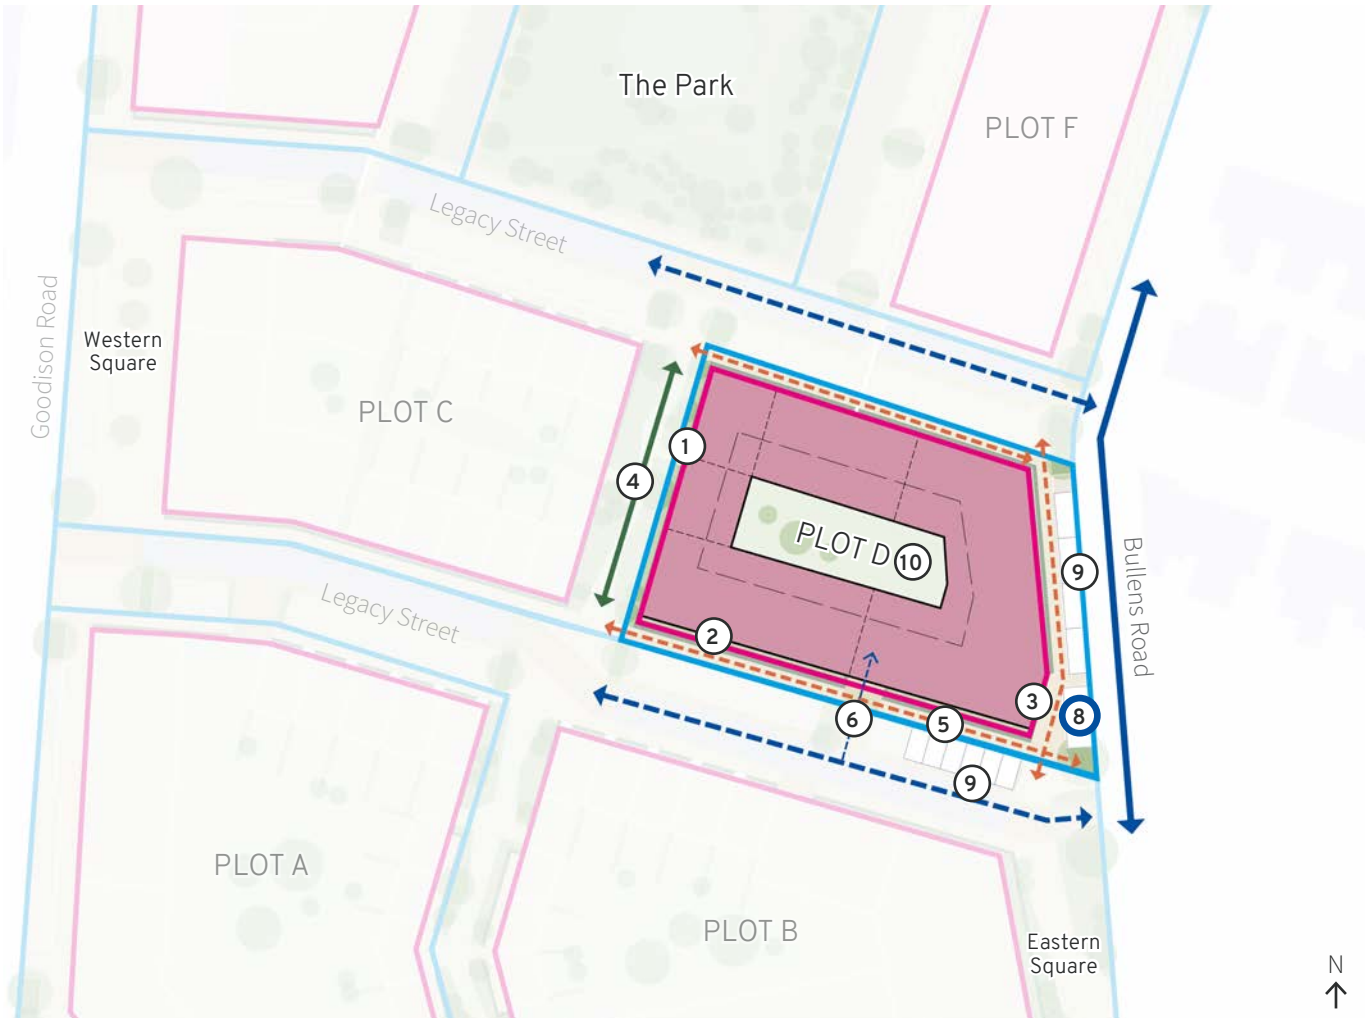 The Park
PLOT F
Legacy Street
Goodison Road
Western
Square
PLOT C
1
4
PLOT D
10
9
Bullens Road
Legacy Street
2
3
8
6
5
9
PLOT A
PLOT B
Eastern
Square
N